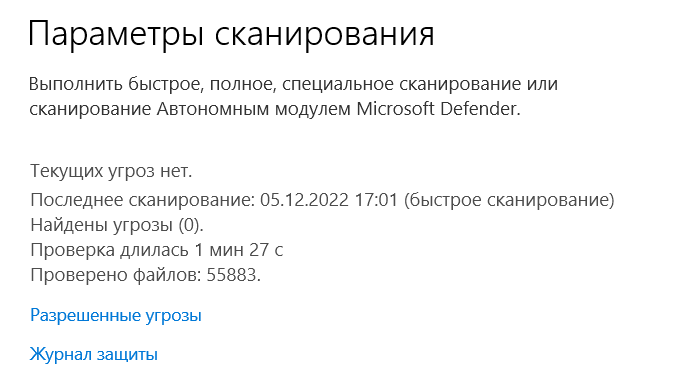 Параметры сканирования
Выполнить быстрое, полное, специальное сканирование или
сканирование Автономным модулем Microsoft Defender.
Текущих угроз нет.
Последнее сканирование: 05.12.2022 17:01 (быстрое сканирование)
Найдены угрозы (0).
Проверка длилась 1 мин 27 с
Проверено файлов: 55883.
Разрешенные угрозы
Журнал защиты